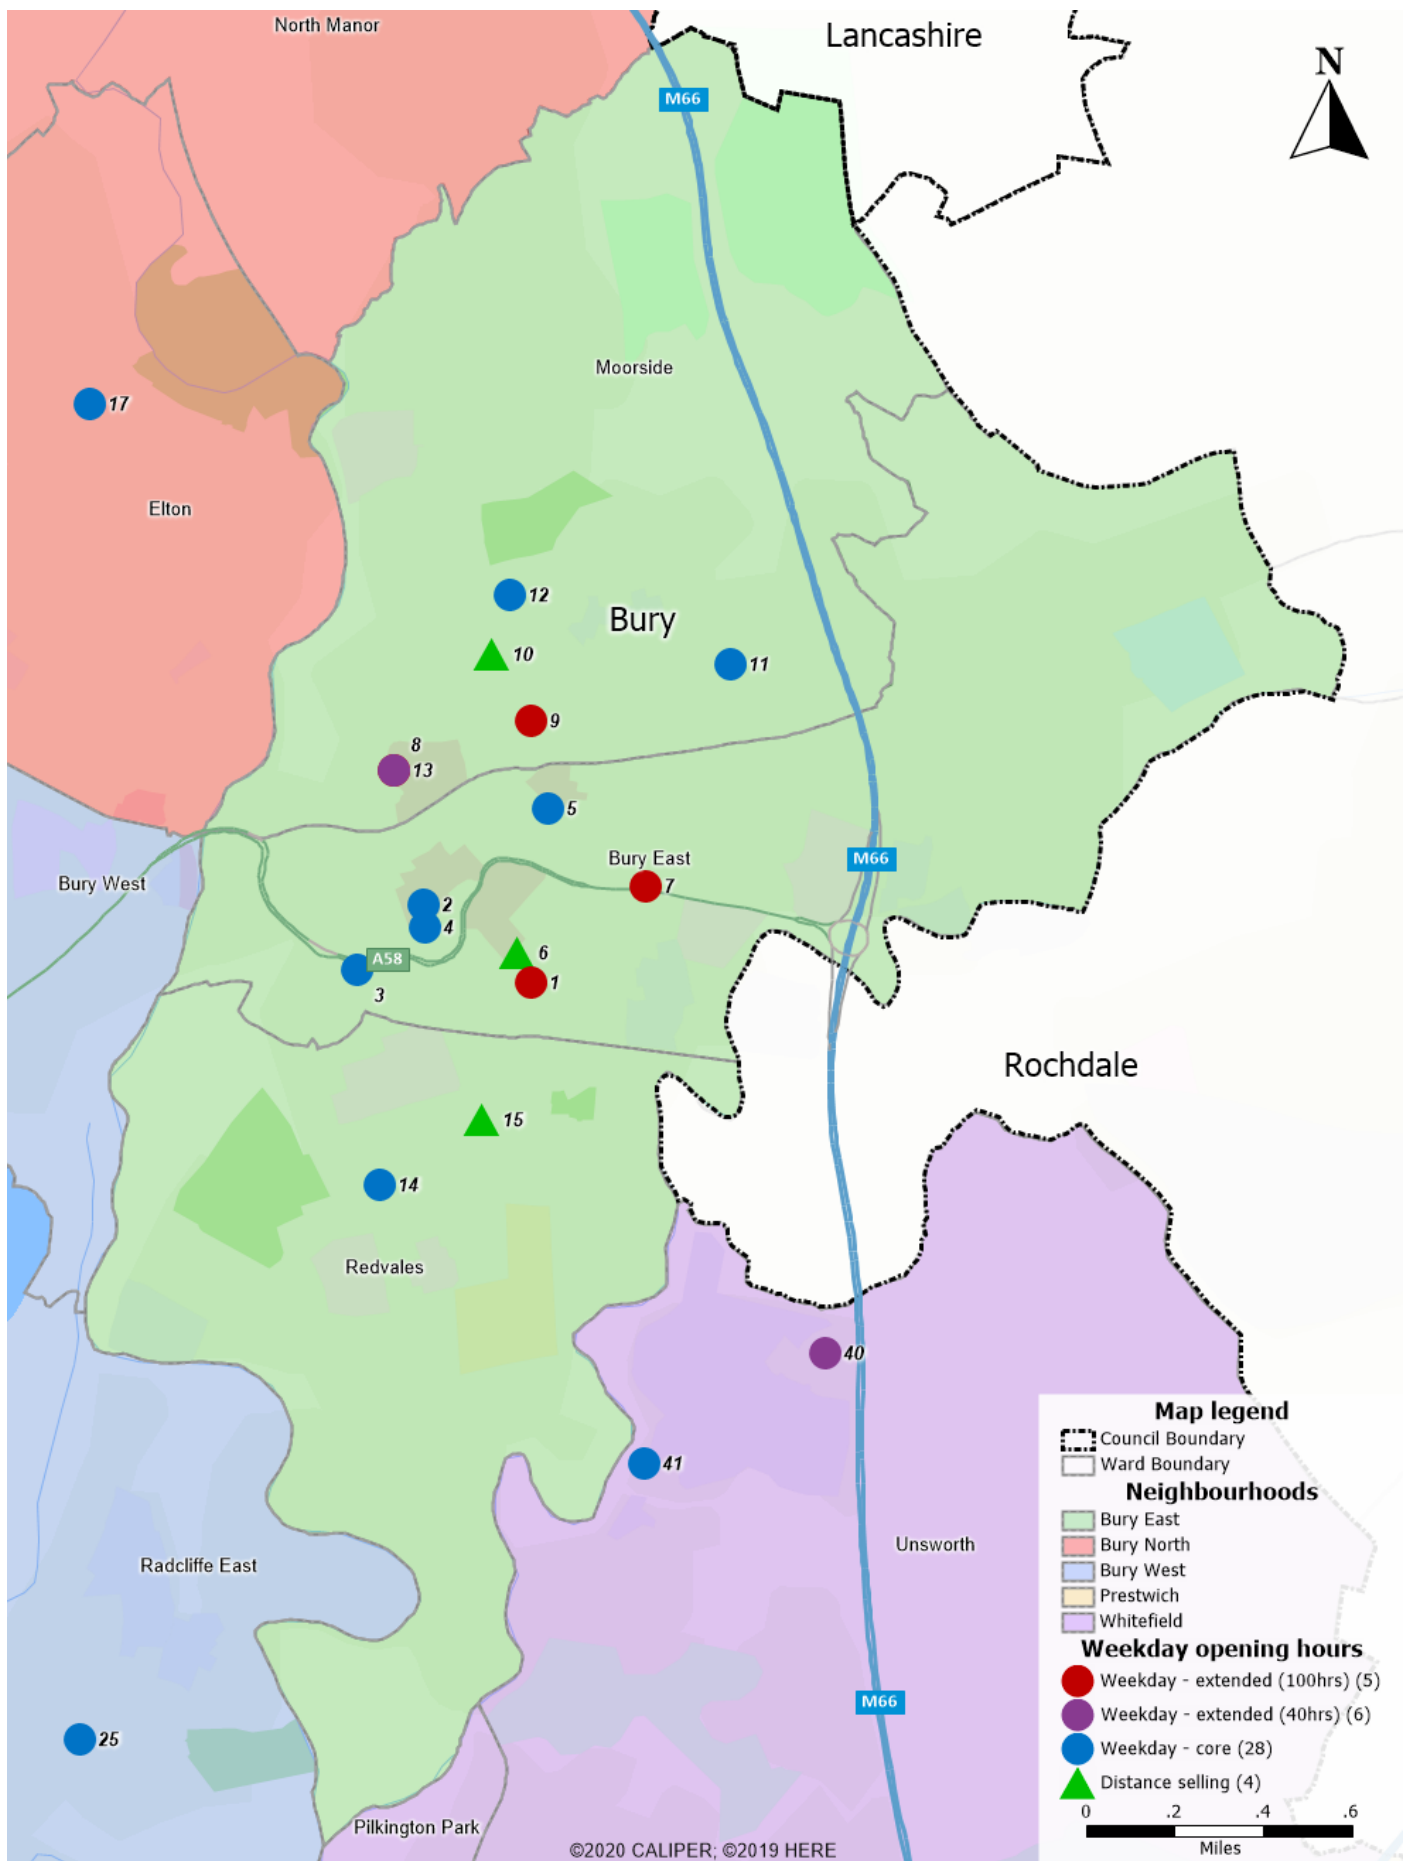 North Manor
Lancashire
N
M66
Moorside
17
Elton
12
Bury
10
11
9
8
13
5
Bury East
M66
7
Bury West
2
4
6
A58
1
3
Rochdale
15
14
Redvales
40
41
Unsworth
Radcliffe East
M66
25
Pilkington Park
©2020 CALIPER; ©2019 HERE
Map legend
Council Boundary
Ward Boundary
Neighbourhoods
Bury East
Bury North
Bury West
Prestwich
Whitefield
Weekday opening hours
Weekday - extended (100hrs) (5)
Weekday - extended (40hrs) (6)
Weekday - core (28)
Distance selling (4)
0 .2 .4 .6
Miles